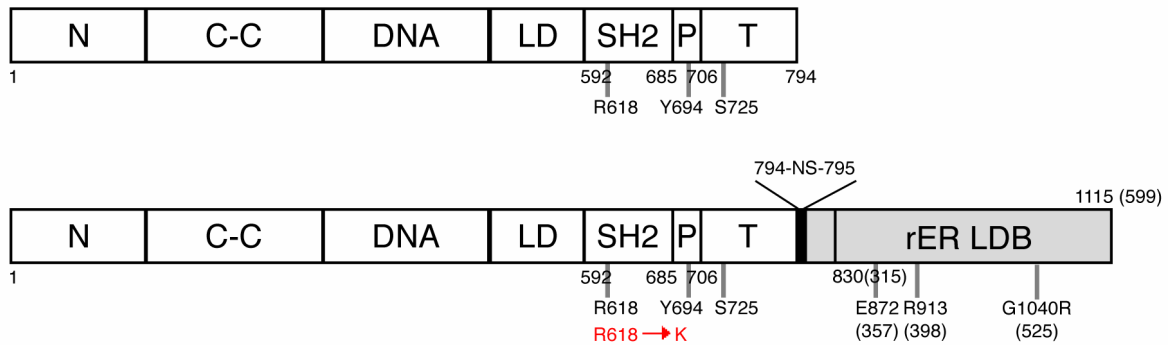 N C-C DNA LD SH2 P T
1 592 685 706 794
R618 Y694 S725
794-NS-795
1115 (599)
N C-C DNA LD SH2 P T rER LDB
1 592 685 706 830(315)
R618 Y694 S725 E872 R913 G1040R
(357) (398) (525)
R618 → K